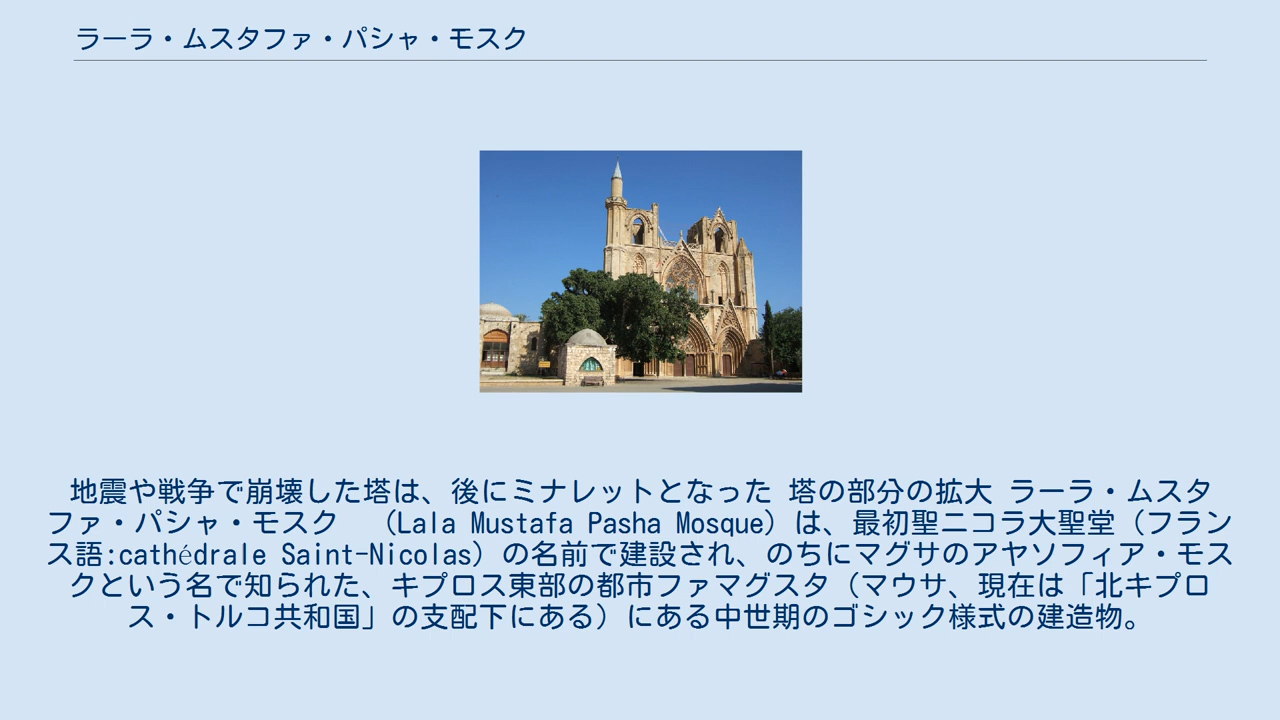 ラーラ・ムスタファ・パシャ・モスク
地震や戦争で崩壊した塔は、後にミナレットとなった 塔の部分の拡大 ラーラ・ムスタ
ファ・パシャ・モスク　（Lala Mustafa Pasha Mosque）は、最初聖ニコラ大聖堂（フラン
ス語:cathédrale Saint-Nicolas）の名前で建設され、のちにマグサのアヤソフィア・モス
クという名で知られた、キプロス東部の都市ファマグスタ（マウサ、現在は「北キプロ
ス・トルコ共和国」の支配下にある）にある中世期のゴシック様式の建造物。